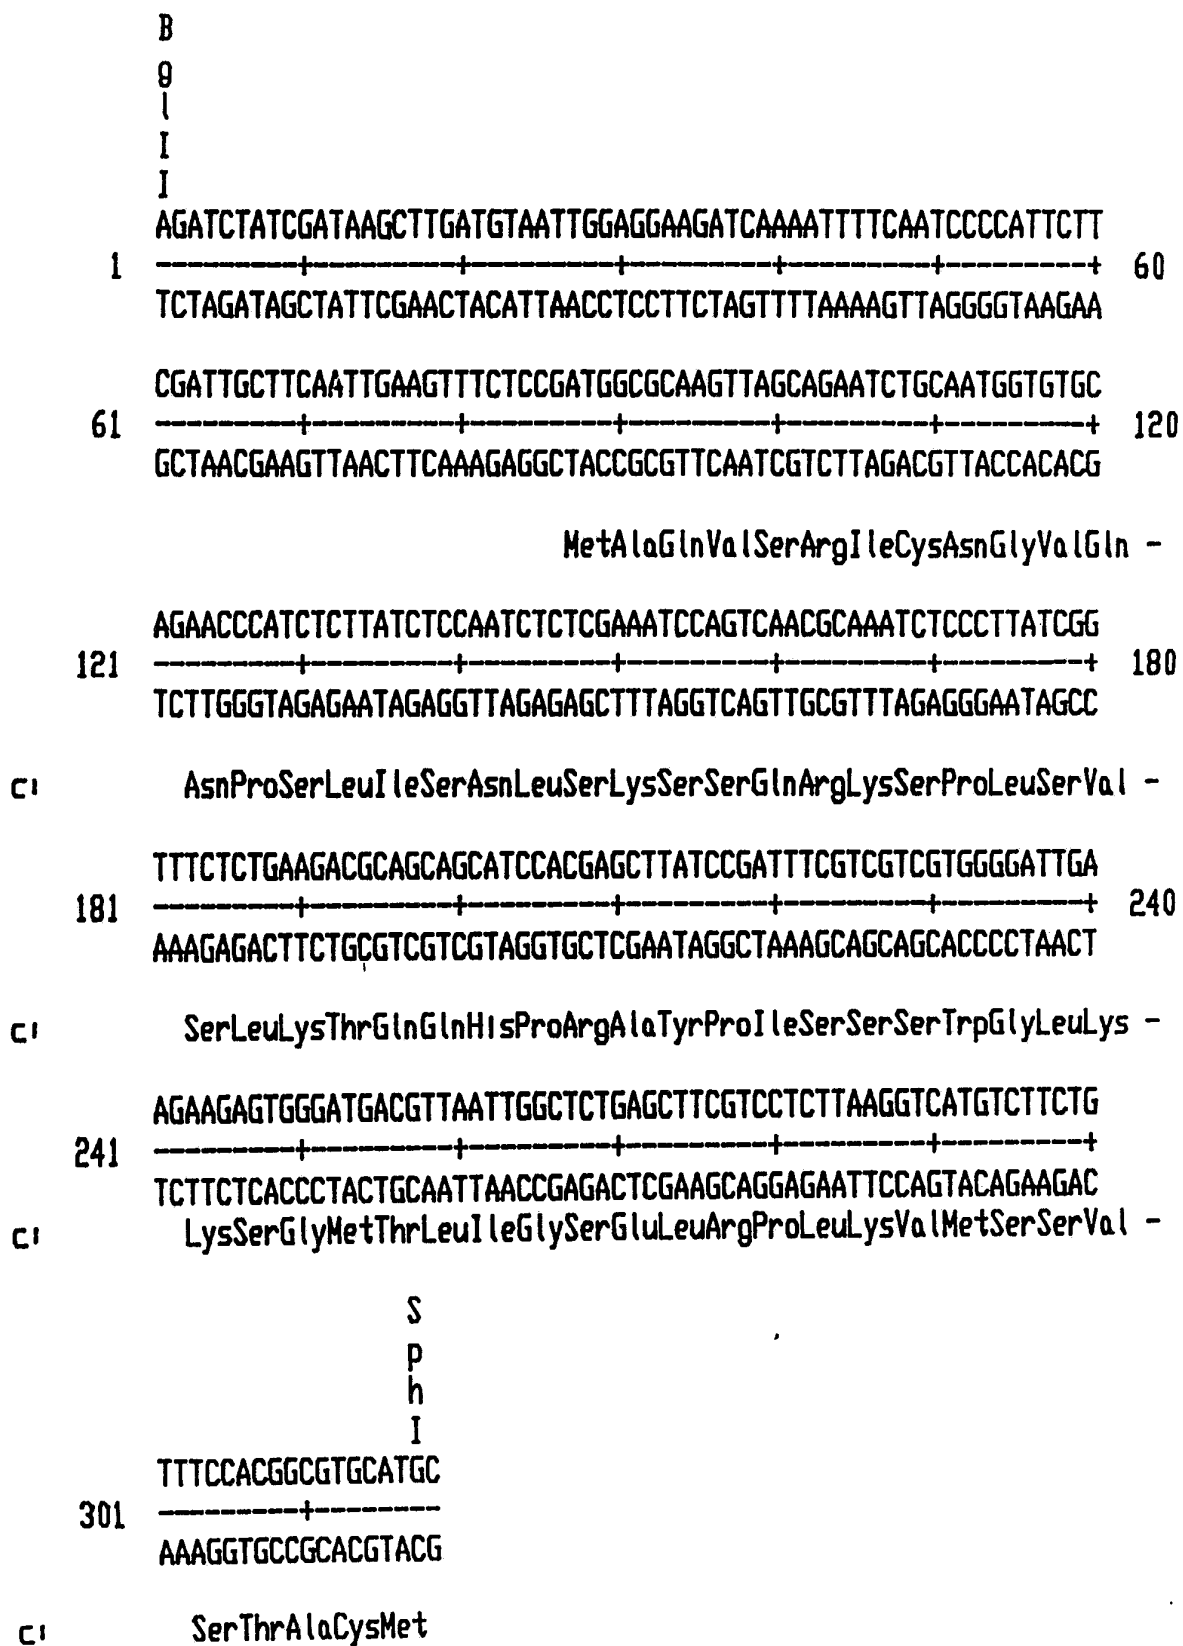 B
g
l
I
I
AGATCTATCGATAAGCTTGATGTAATTGGAGGAAGATCAAAATTTTCAATCCCCATTCTT
1 ---------+---------+---------+---------+---------+---------+ 60
TCTAGATAGCTATTCGAACTACATTAACCTCCTTCTAGTTTTAAAAGTTAGGGGTAAGAA
CGATTGCTTCAATTGAAGTTTCTCCGATGGCGCAAGTTAGCAGAATCTGCAATGGTGTGC
61 ---------+---------+---------+---------+---------+---------+ 120
GCTAACGAAGTTAACTTCAAAGAGGCTACCGCGTTCAATCGTCTTAGACGTTACCACACG
MetAlaGlnValSerArgIleCysAsnGlyValGln -
AGAACCCATCTCTTATCTCCAATCTCTCGAAATCCAGTCAACGCAAATCTCCCTTATCGG
121 ---------+---------+---------+---------+---------+---------+ 180
TCTTGGGTAGAGAATAGAGGTTAGAGAGCTTTAGGTCAGTTGCGTTTAGAGGGAATAGCC
c: AsnProSerLeuIleSerAsnLeuSerLysSerSerGlnArgLysSerProLeuSerVal -
TTTCTCTGAAGACGCAGCAGCATCCACGAGCTTATCCGATTTCGTCGTCGTGGGGATTGA
181 ---------+---------+---------+---------+---------+---------+ 240
AAAGAGACTTCTGCGTCGTCGTAGGTGCTCGAATAGGCTAAAGCAGCAGCACCCCTAACT
c: SerLeuLysThrGlnGlnHisProArgAlaTyrProIleSerSerSerTrpGlyLeuLys -
AGAAGAGTGGGATGACGTTAATTGGCTCTGAGCTTCGTCCTCTTAAGGTCATGTCTTCTG
241 ---------+---------+---------+---------+---------+---------+
TCTTCTCACCCTACTGCAATTAACCGAGACTCGAAGCAGGAGAATTCCAGTACAGAAGAC
c: LysSerGlyMetThrLeuIleGlySerGluLeuArgProLeuLysValMetSerSerVal -
S
p
h
I
TTTCCACGGCGTGCATGC
301 ---------+--------
AAAGGTGCCGCACGTACG
c: SerThrAlaCysMet